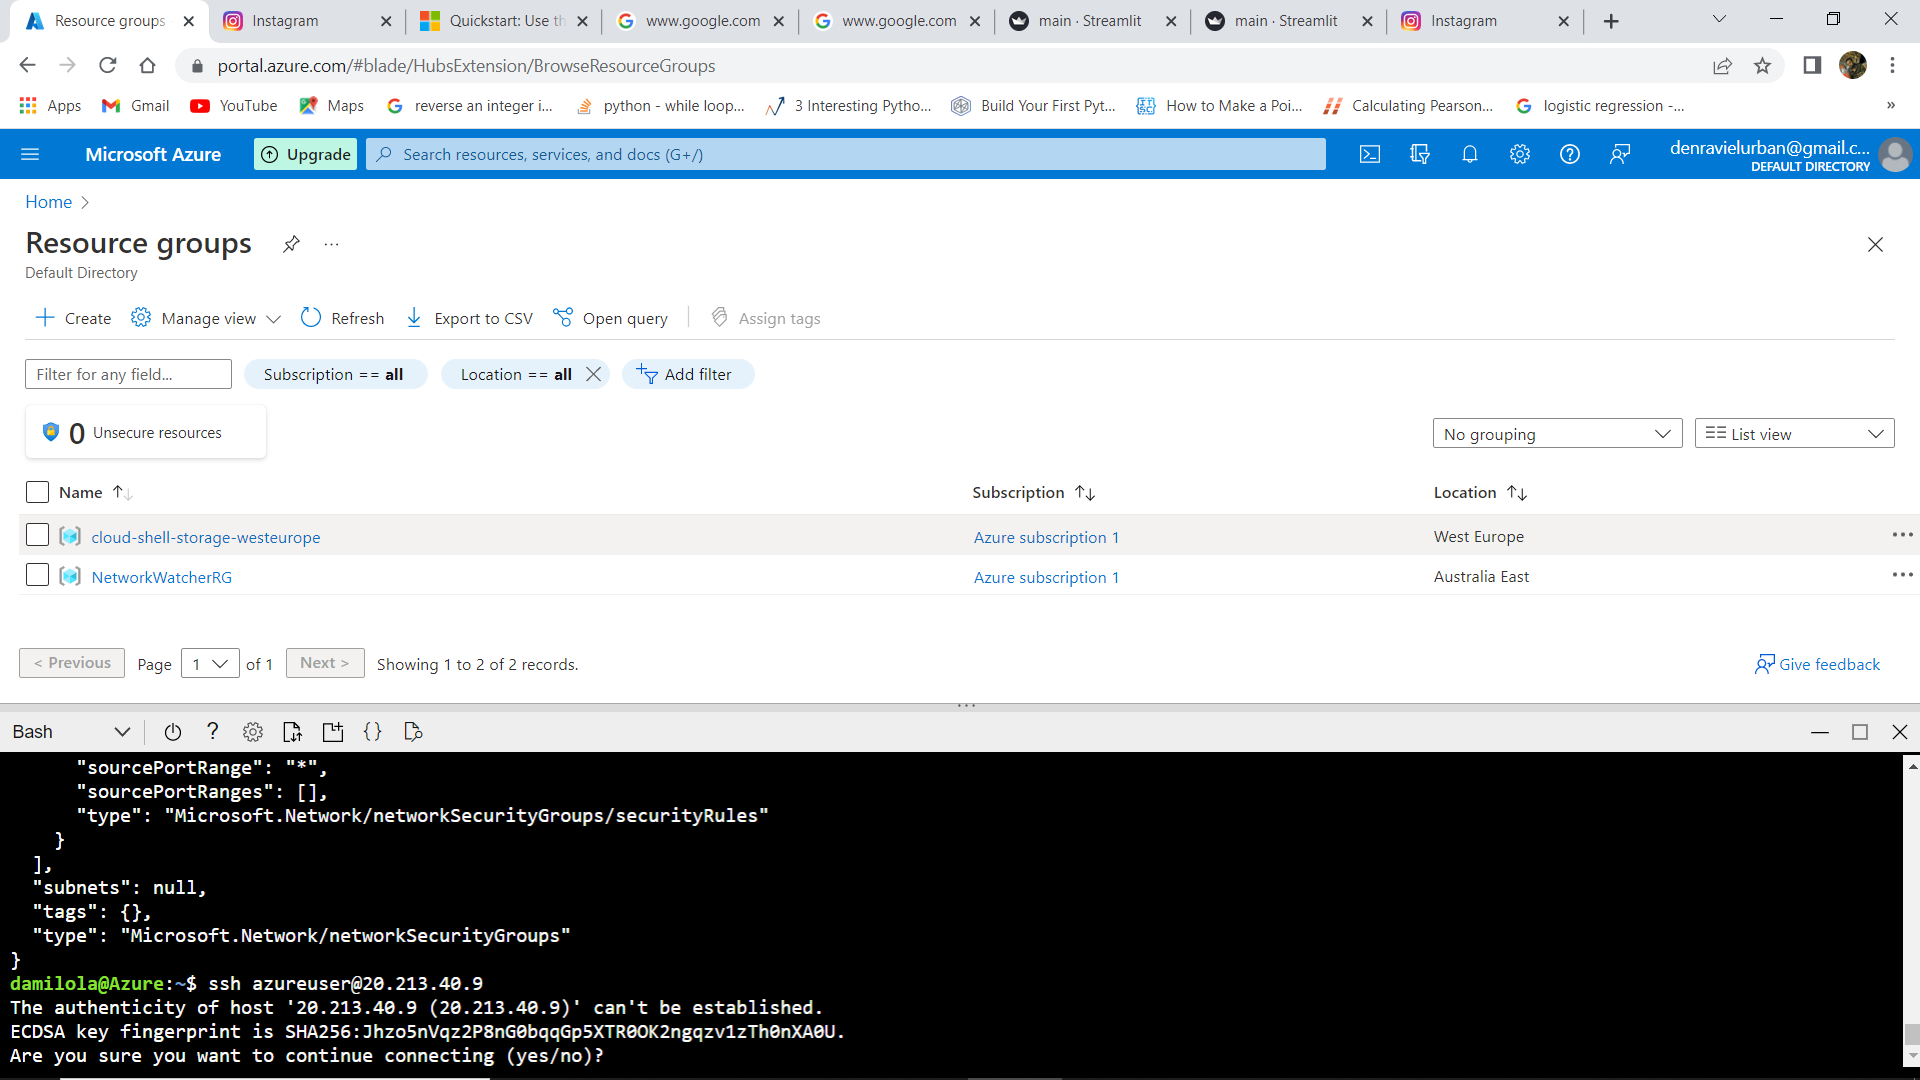 Resource groups
Instagram
Quickstart: Use th
www.google.com
www.google.com
main · Streamlit
main · Streamlit
Instagram
portal.azure.com/#blade/HubsExtension/BrowseResourceGroups
Apps
Gmail
YouTube
Maps
reverse an integer i...
python - while loop...
3 Interesting Pytho...
Build Your First Pyt...
How to Make a Poi...
Calculating Pearson...
logistic regression -...
»
Microsoft Azure
Upgrade
Search resources, services, and docs (G+/)
denravielurban@gmail.c...
DEFAULT DIRECTORY
Home >
Resource groups
...
Default Directory
Create
Manage view
Refresh
Export to CSV
Open query
Assign tags
Filter for any field...
Subscription == all
Location == all
Add filter
0 Unsecure resources
No grouping
List view
Name
Subscription
Location
cloud-shell-storage-westeurope
Azure subscription 1
West Europe
NetworkWatcherRG
Azure subscription 1
Australia East
< Previous
Page 1 of 1
Next >
Showing 1 to 2 of 2 records.
Give feedback
Bash
"sourcePortRange": "*",
"sourcePortRanges": [],
"type": "Microsoft.Network/networkSecurityGroups/securityRules"
}
],
"subnets": null,
"tags": {},
"type": "Microsoft.Network/networkSecurityGroups"
}
damilola@Azure:~$ ssh azureuser@20.213.40.9
The authenticity of host '20.213.40.9 (20.213.40.9)' can't be established.
ECDSA key fingerprint is SHA256:Jhzo5nVqz2P8nG0bqqGp5XTR0OK2ngqzv1zTh0nXA0U.
Are you sure you want to continue connecting (yes/no)?